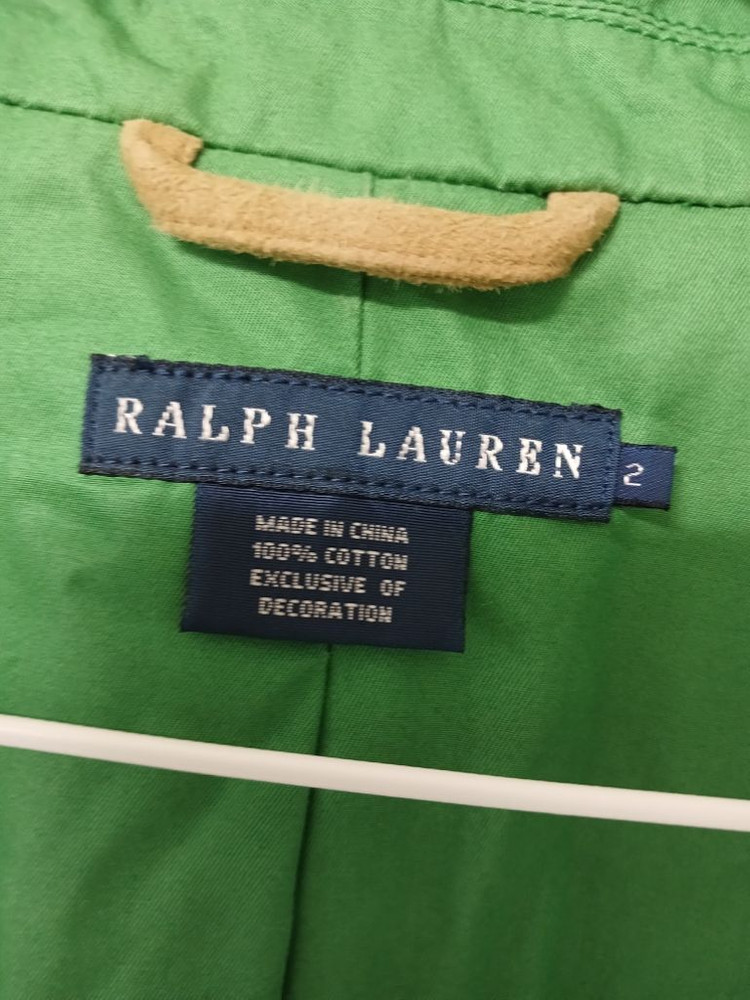 RALPH LAUREN
2
MADE IN CHINA
100% COTTON
EXCLUSIVE OF
DECORATION